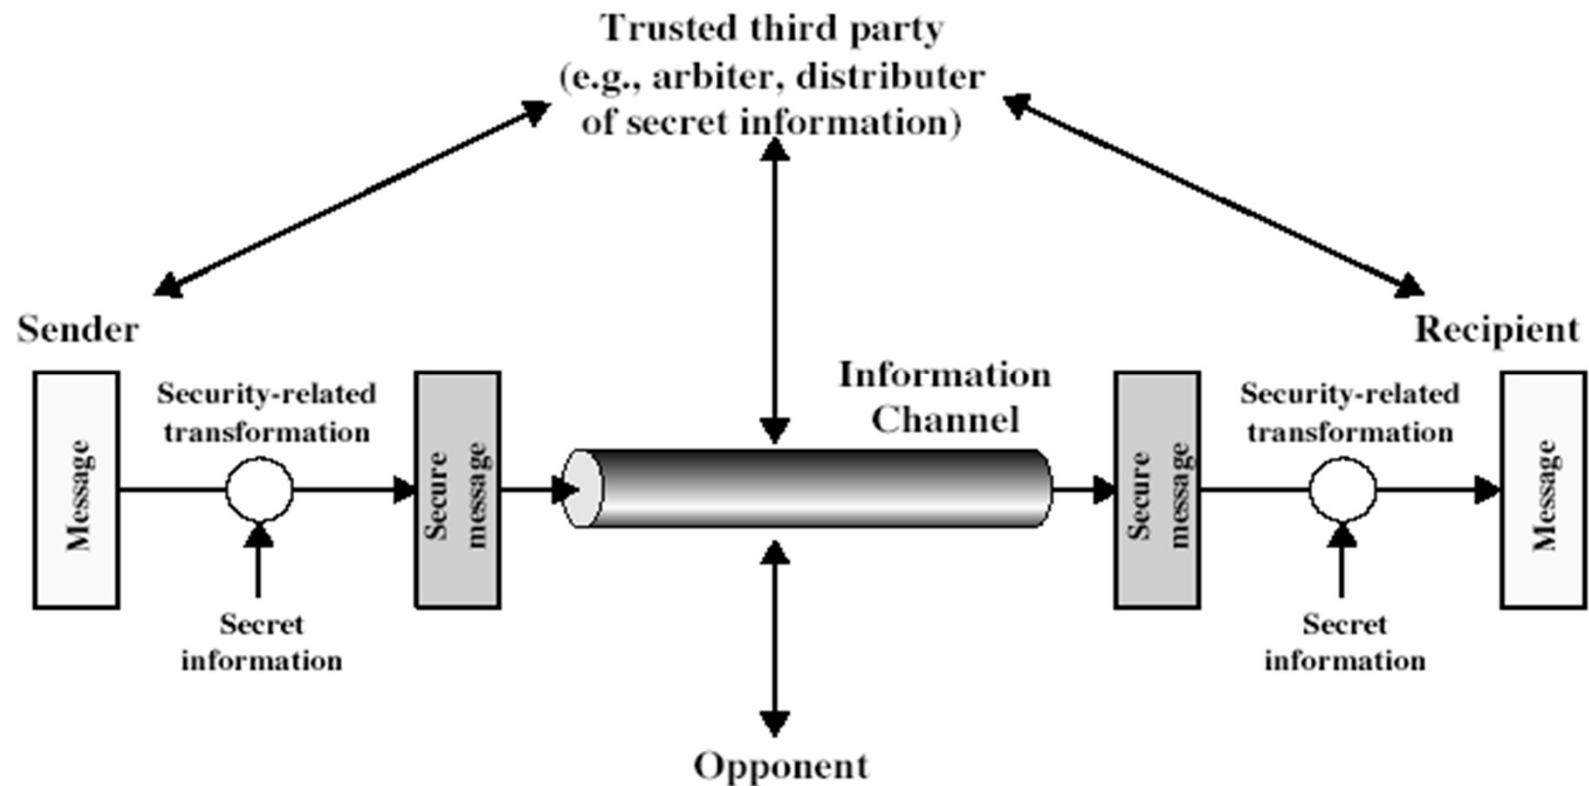 Trusted third party
(e.g., arbiter, distributer
of secret information)
Sender
Recipient
Information
Channel
Security-related
transformation
Security-related
transformation
Message
Secure
message
Secure
message
Message
Secret
information
Secret
information
Opponent